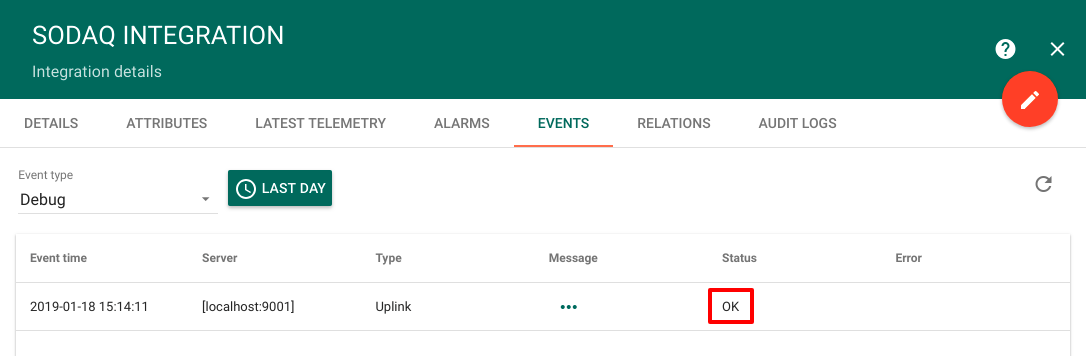 SODAQ INTEGRATION
Integration details
DETAILS ATTRIBUTES LATEST TELEMETRY ALARMS EVENTS RELATIONS AUDIT LOGS
Event type
Debug
LAST DAY
Event time Server Type Message Status Error
2019-01-18 15:14:11 [localhost:9001] Uplink ••• OK